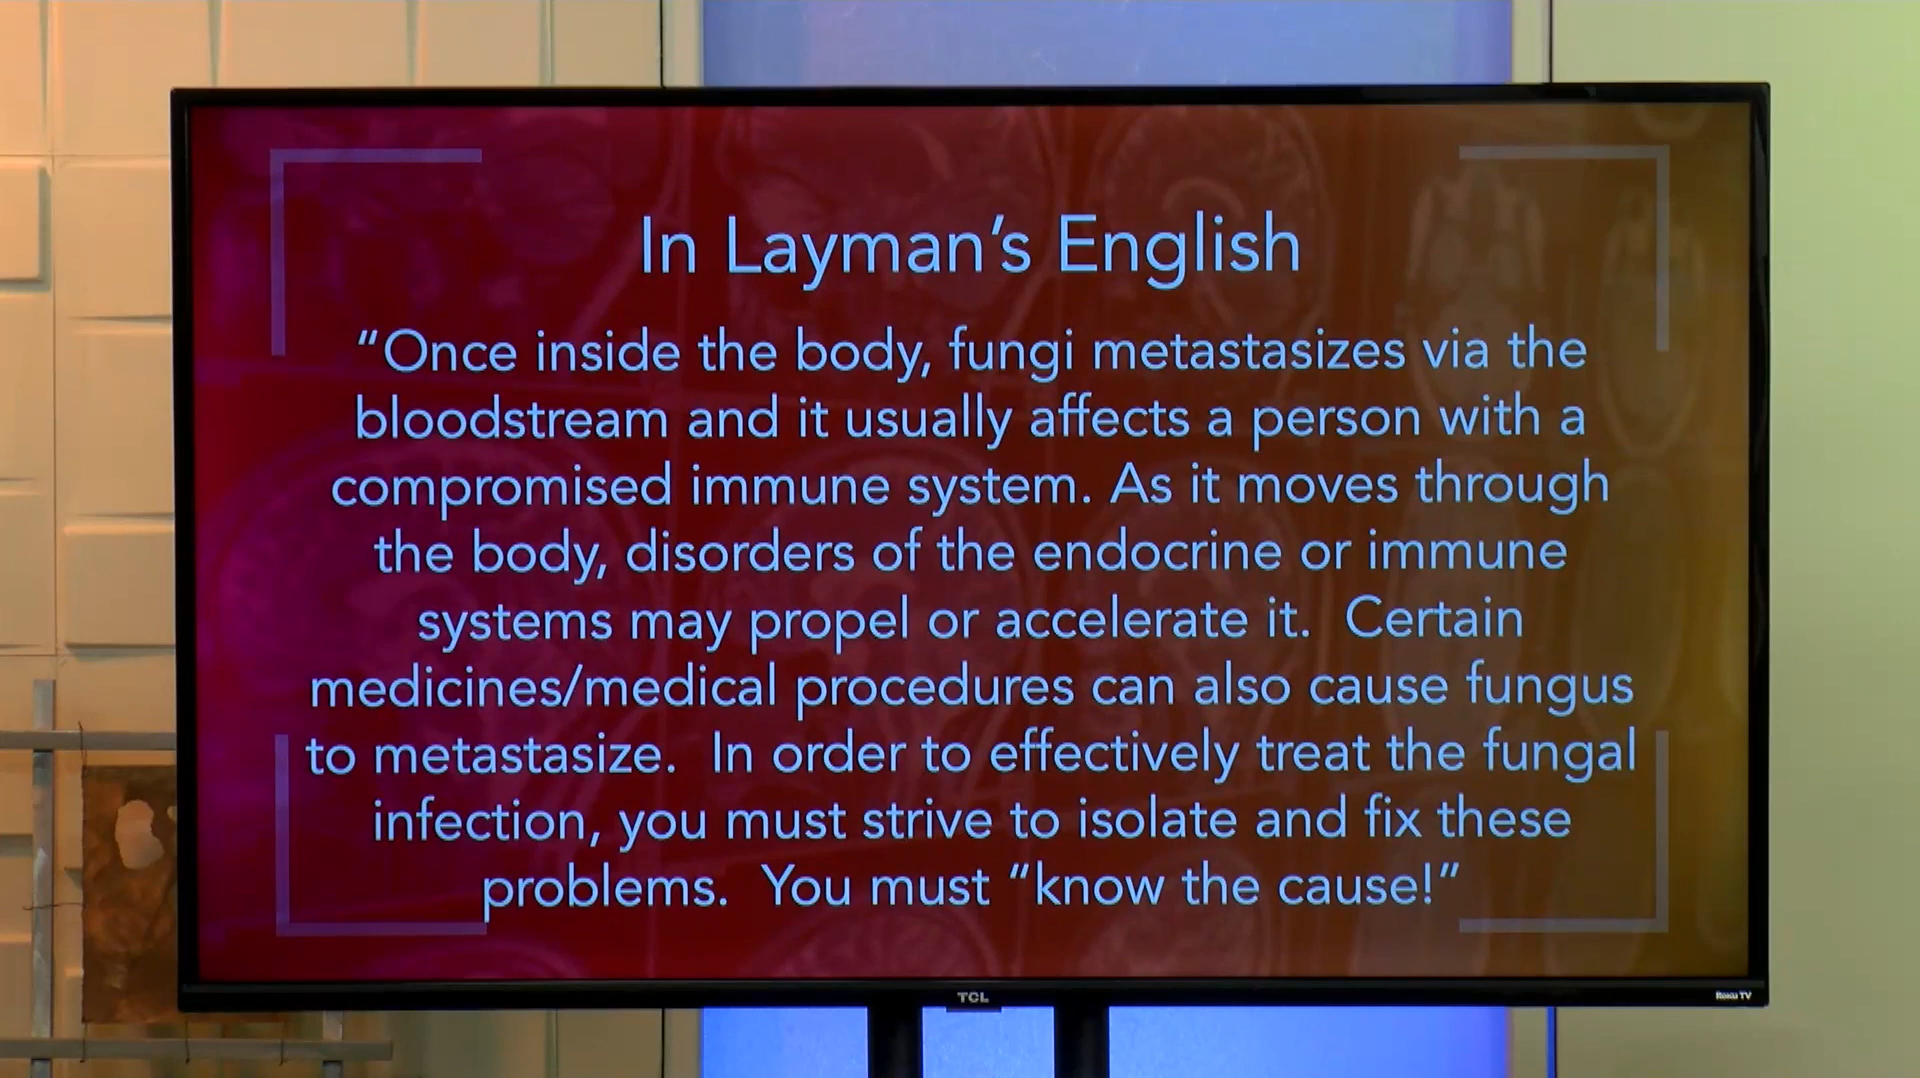 In Layman’s English
“Once inside the body, fungi metastasizes via the
bloodstream and it usually affects a person with a
compromised immune system. As it moves through
the body, disorders of the endocrine or immune
systems may propel or accelerate it.  Certain
medicines/medical procedures can also cause fungus
to metastasize.  In order to effectively treat the fungal
infection, you must strive to isolate and fix these
problems.  You must “know the cause!”
TCL
Roku TV